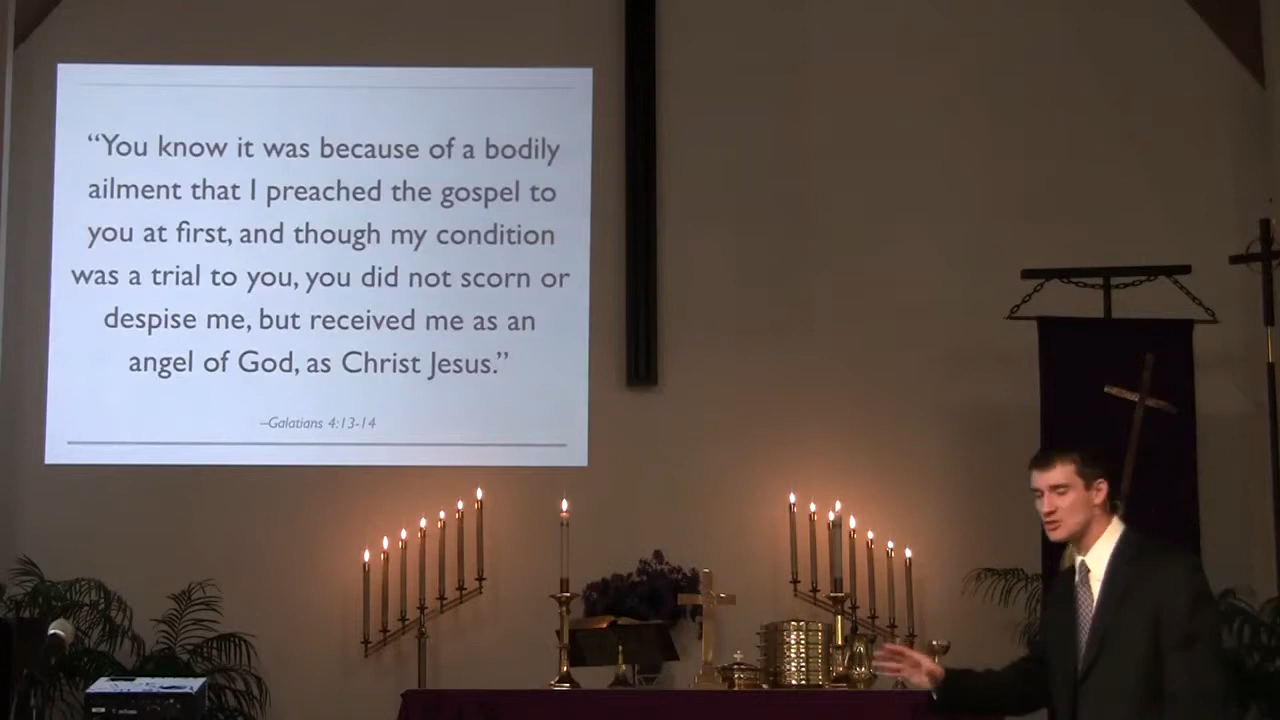 “You know it was because of a bodily
ailment that I preached the gospel to
you at first, and though my condition
was a trial to you, you did not scorn or
despise me, but received me as an
angel of God, as Christ Jesus.”
–Galatians 4:13-14